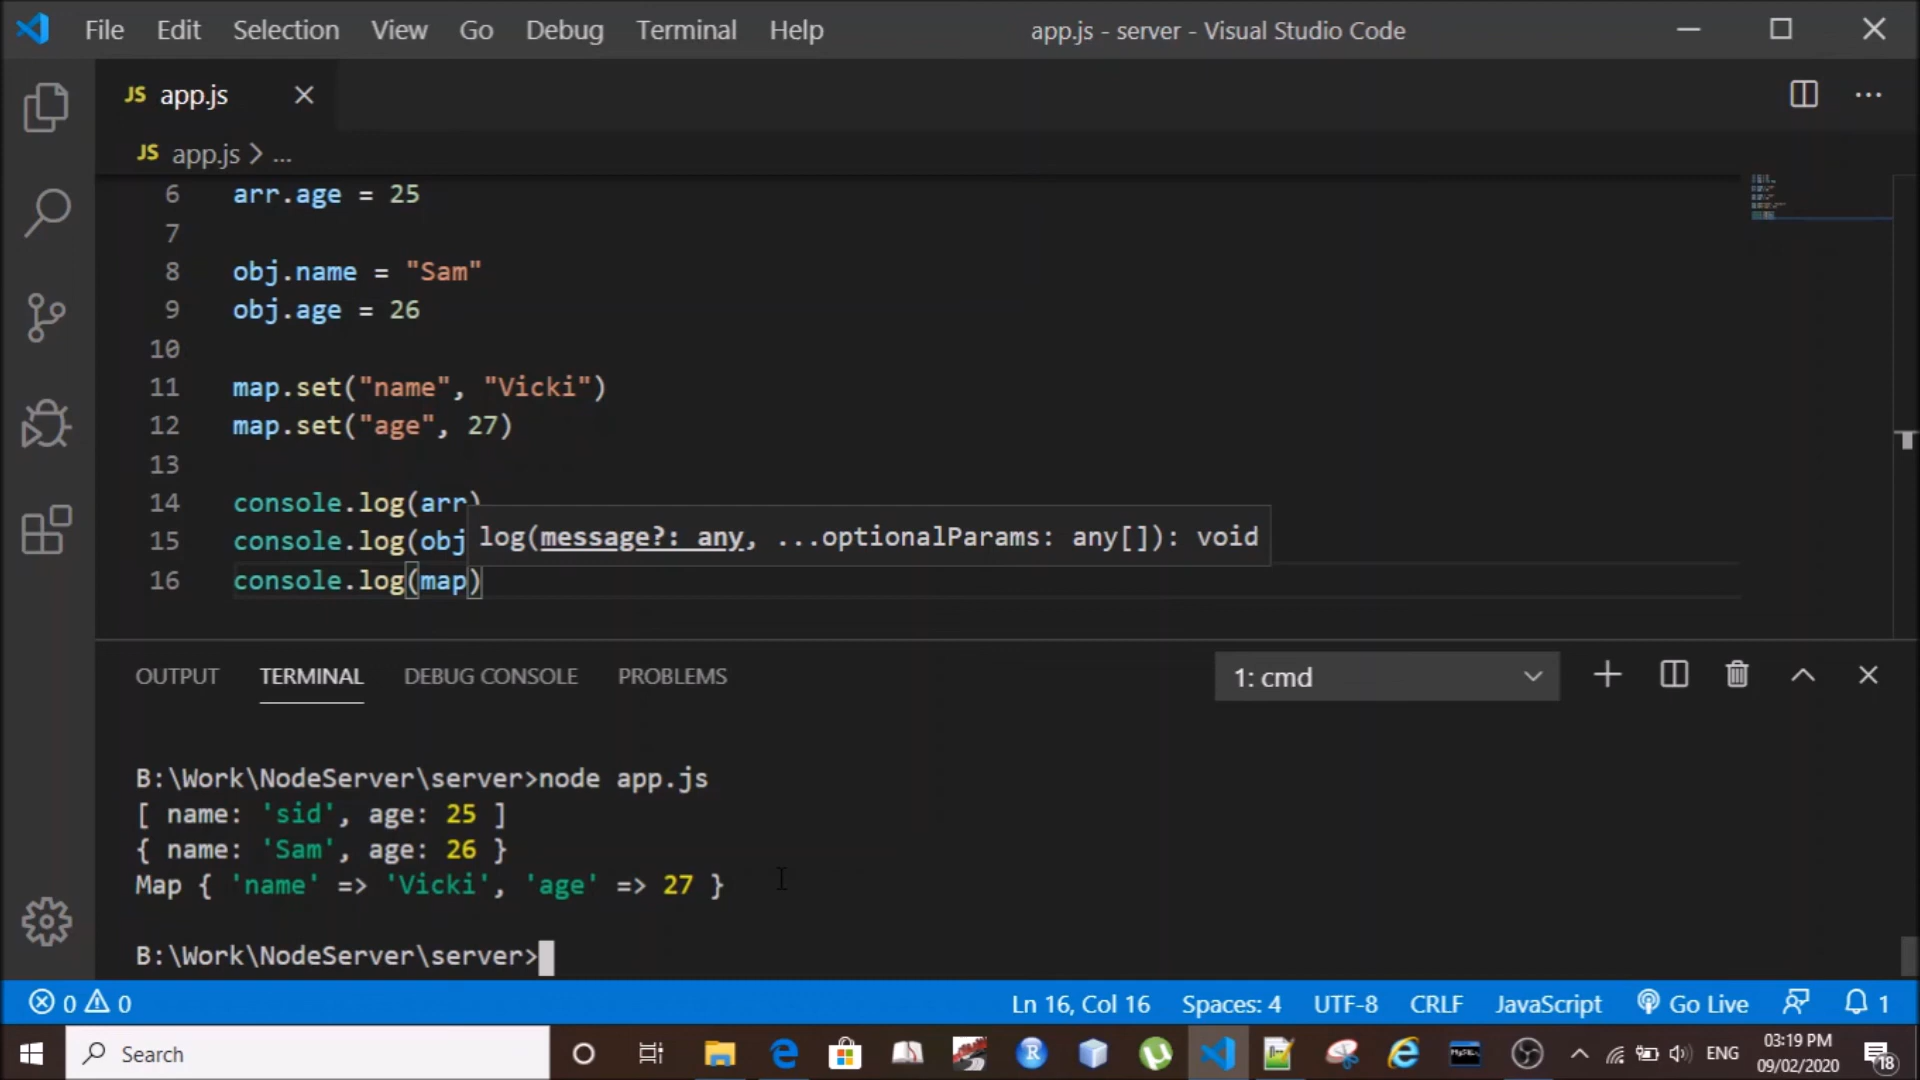 File Edit Selection View Go Debug Terminal Help app.js - server - Visual Studio Code
JS app.js
JS app.js > ...
6 arr.age = 25
7
8 obj.name = "Sam"
9 obj.age = 26
10
11 map.set("name", "Vicki")
12 map.set("age", 27)
13
14 console.log(arr)
15 console.log(obj
log(message?: any, ...optionalParams: any[]): void
16 console.log(map)
OUTPUT TERMINAL DEBUG CONSOLE PROBLEMS 1: cmd
B:\Work\NodeServer\server>node app.js
[ name: 'sid', age: 25 ]
{ name: 'Sam', age: 26 }
Map { 'name' => 'Vicki', 'age' => 27 }
B:\Work\NodeServer\server>
0 0 Ln 16, Col 16 Spaces: 4 UTF-8 CRLF JavaScript Go Live 1
Search R ENG 03:19 PM
09/02/2020 18